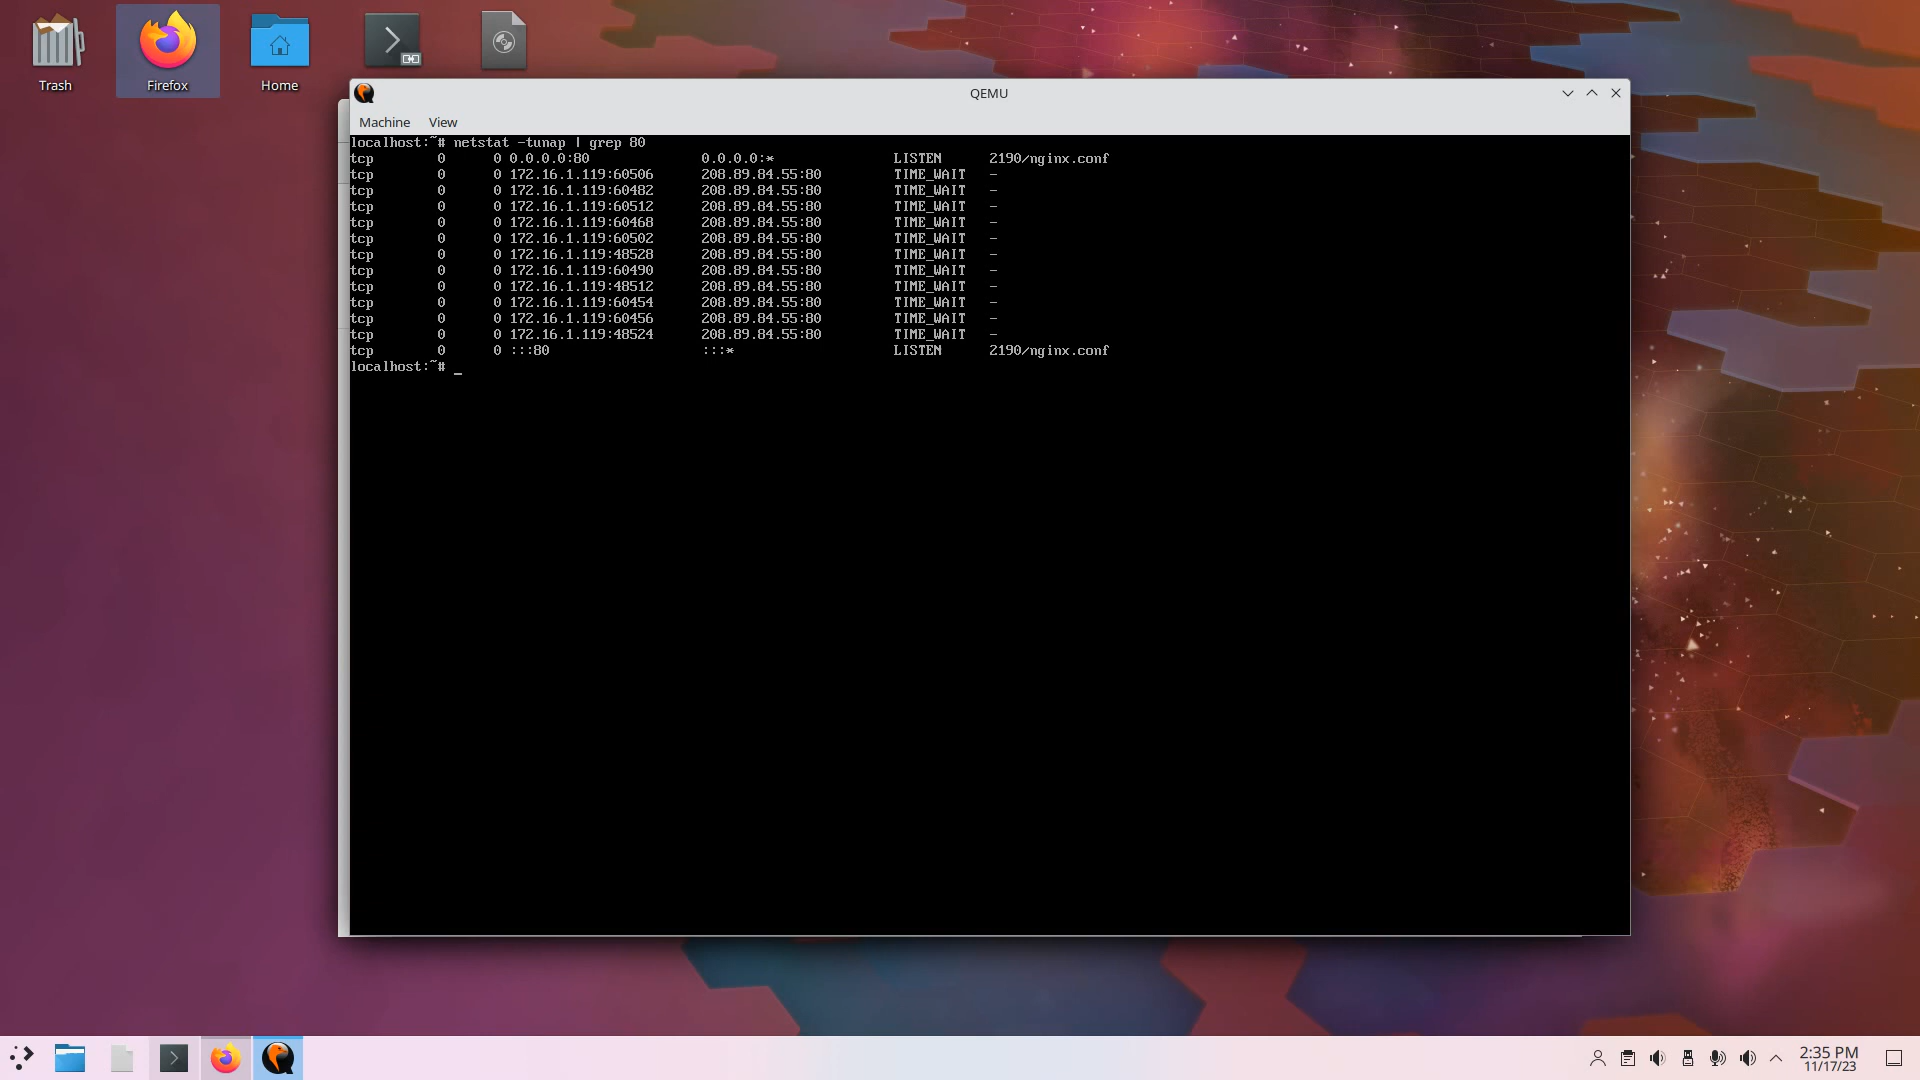 Trash
Firefox
Home
QEMU
Machine View
localhost:~# netstat -tunap | grep 80
tcp 0 0 0.0.0.0:80 0.0.0.0:* LISTEN 2190/nginx.conf
tcp 0 0 172.16.1.119:60506 208.89.84.55:80 TIME_WAIT -
tcp 0 0 172.16.1.119:60482 208.89.84.55:80 TIME_WAIT -
tcp 0 0 172.16.1.119:60512 208.89.84.55:80 TIME_WAIT -
tcp 0 0 172.16.1.119:60468 208.89.84.55:80 TIME_WAIT -
tcp 0 0 172.16.1.119:60502 208.89.84.55:80 TIME_WAIT -
tcp 0 0 172.16.1.119:48528 208.89.84.55:80 TIME_WAIT -
tcp 0 0 172.16.1.119:60490 208.89.84.55:80 TIME_WAIT -
tcp 0 0 172.16.1.119:48512 208.89.84.55:80 TIME_WAIT -
tcp 0 0 172.16.1.119:60454 208.89.84.55:80 TIME_WAIT -
tcp 0 0 172.16.1.119:60456 208.89.84.55:80 TIME_WAIT -
tcp 0 0 172.16.1.119:48524 208.89.84.55:80 TIME_WAIT -
tcp 0 0 :::80 :::* LISTEN 2190/nginx.conf
localhost:~# _
2:35 PM
11/17/23